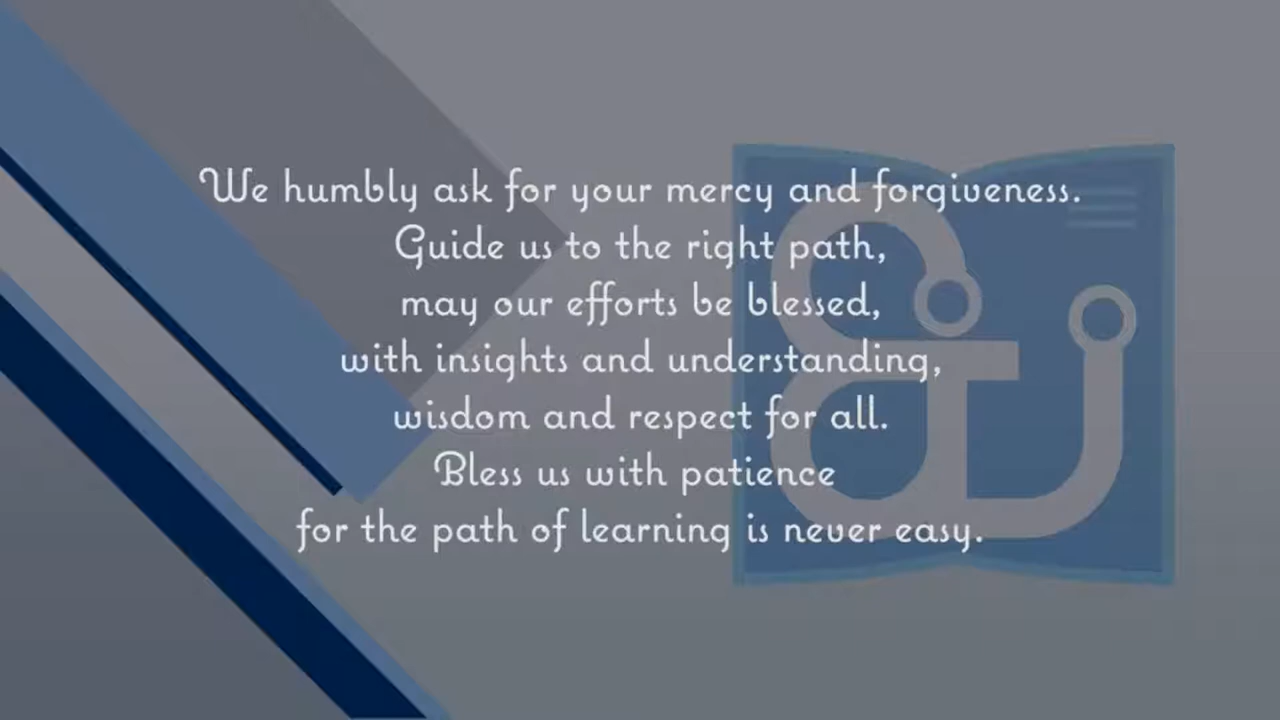 We humbly ask for your mercy and forgiveness.
Guide us to the right path,
may our efforts be blessed,
with insights and understanding,
wisdom and respect for all.
Bless us with patience
for the path of learning is never easy.